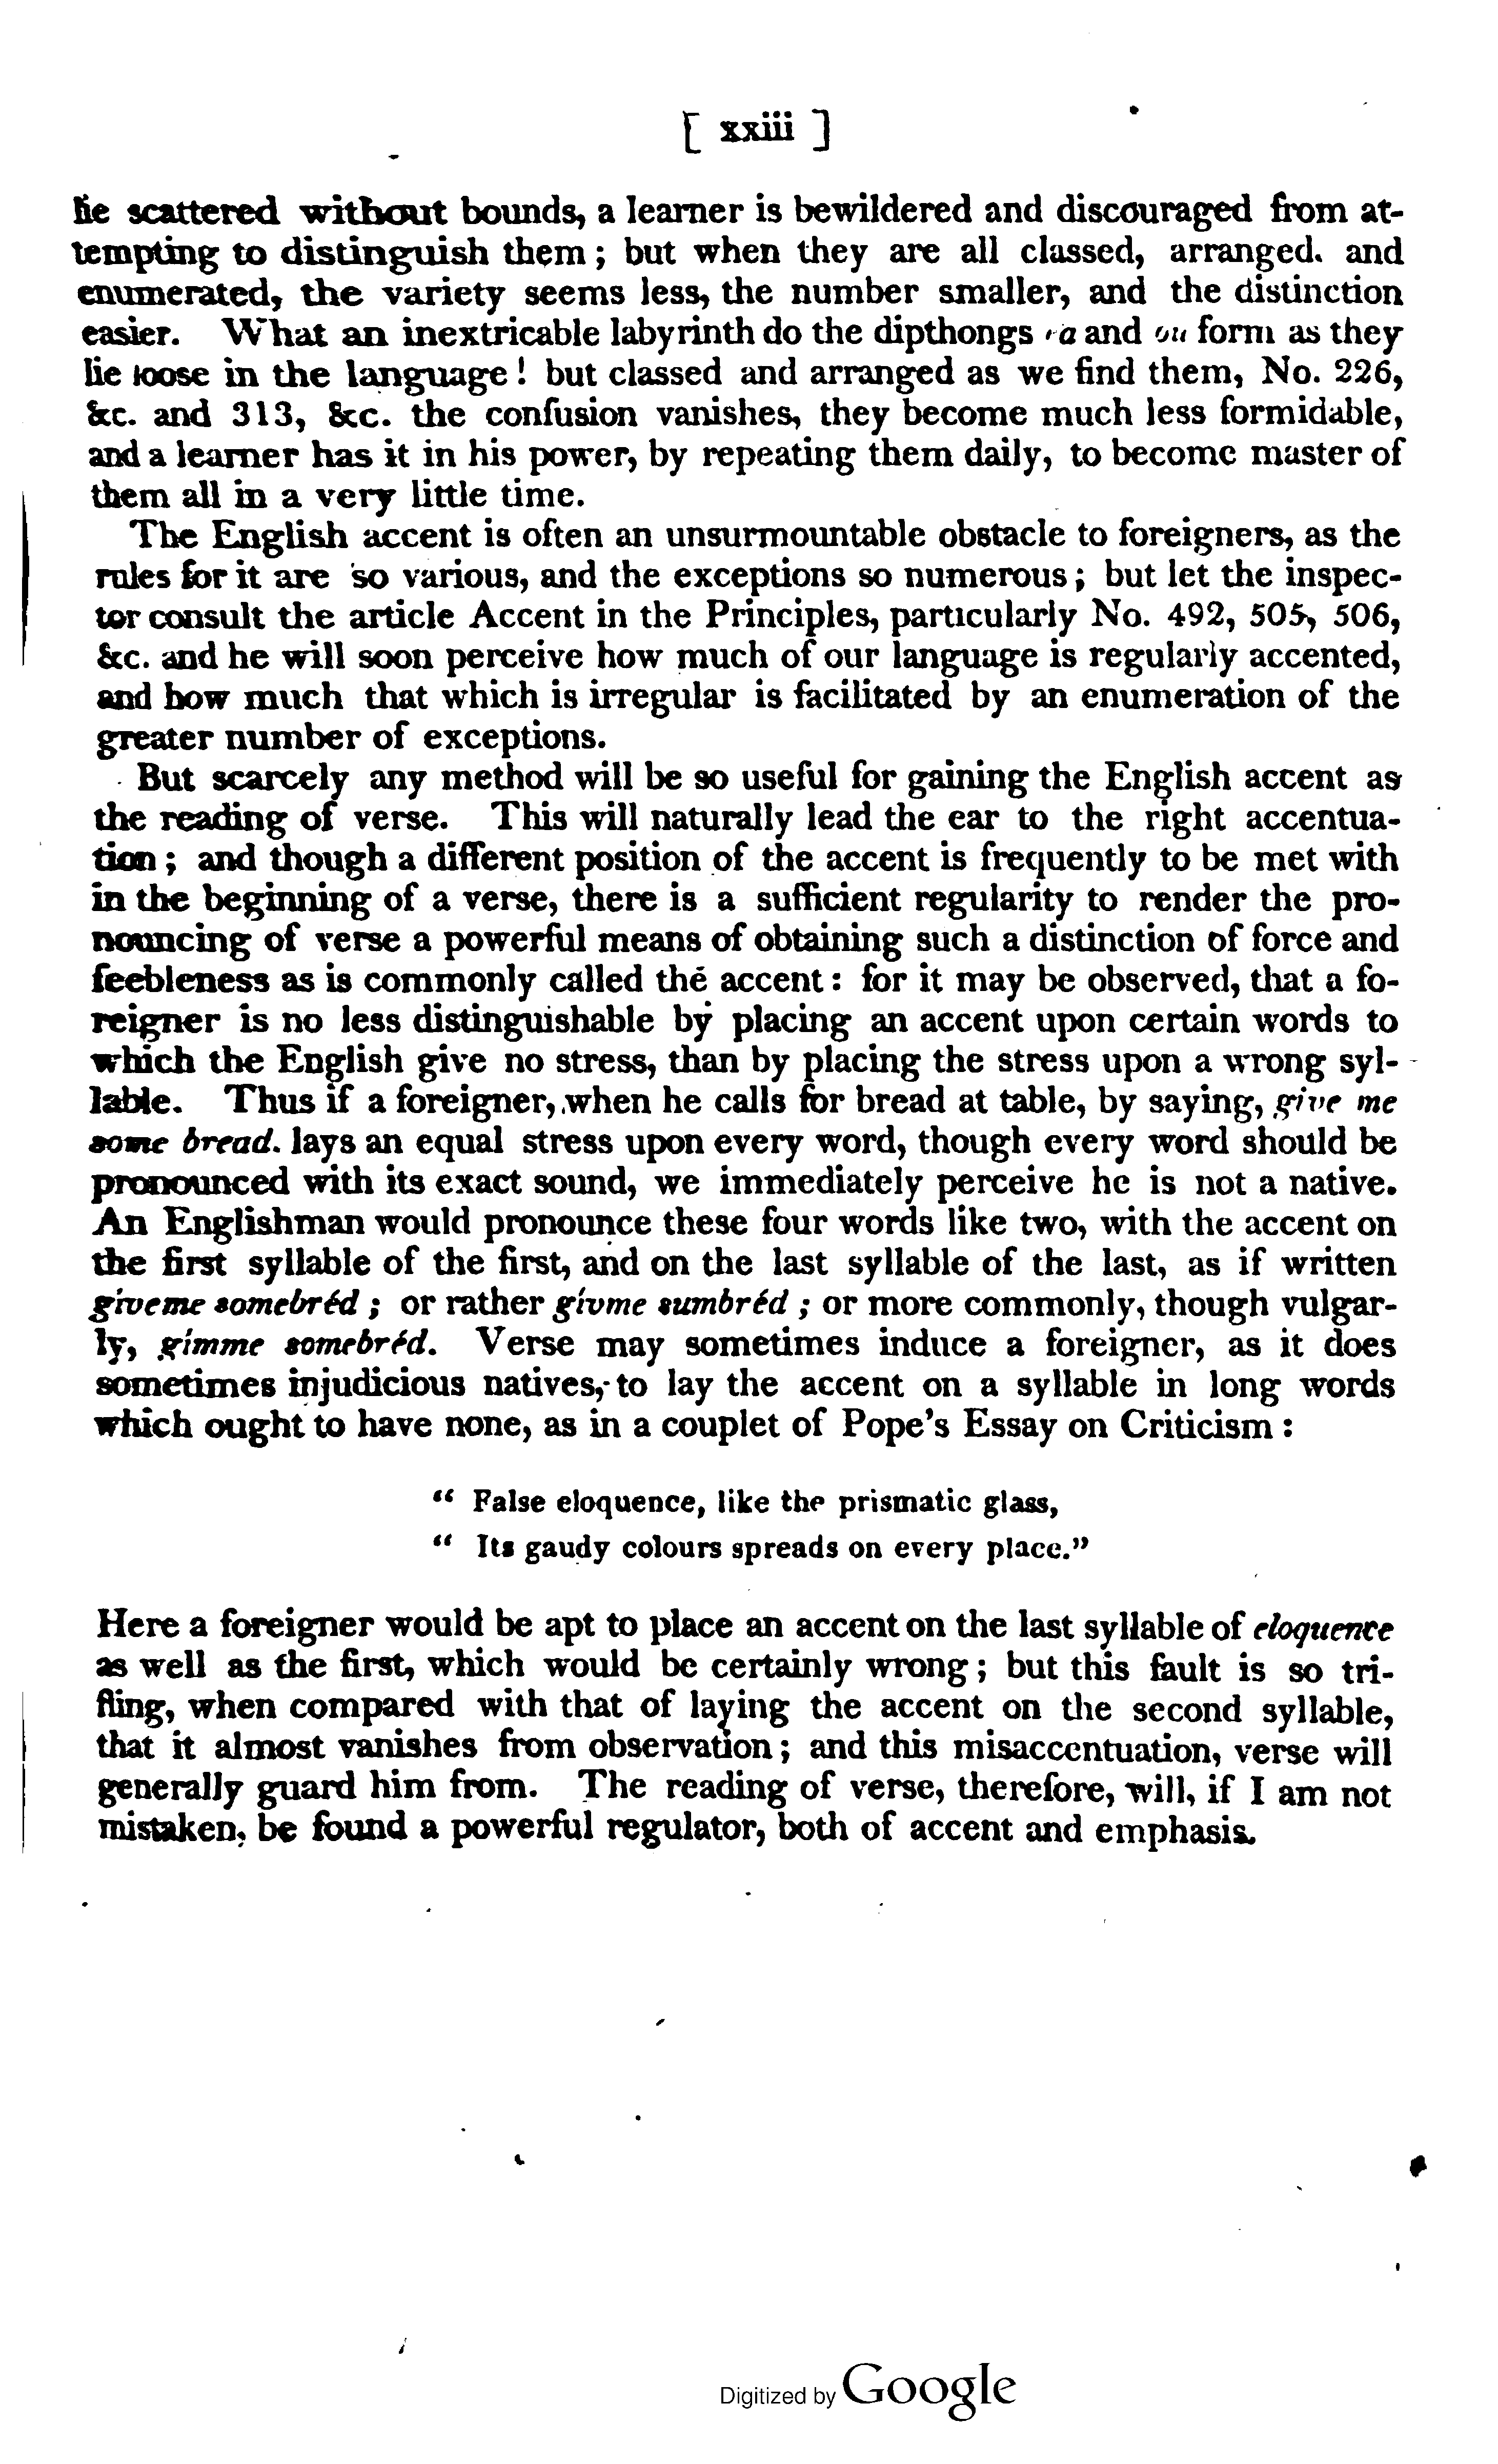 [ xxiii ]
lie scattered without bounds, a learner is bewildered and discouraged from at-
tempting to distinguish them ; but when they are all classed, arranged. and
enumerated, the variety seems less, the number smaller, and the distinction
easier. What an inextricable labyrinth do the dipthongs and ou form as they
lie loose in the language ! but classed and arranged as we find them, No. 226,
&c. and 313, &c. the confusion vanishes, they become much less formidable,
and a learner has it in his power, by repeating them daily, to become master of
them all in a very little time.
The English accent is often an unsurmountable obstacle to foreigners, as the
rules for it are so various, and the exceptions so numerous ; but let the inspec-
tor consult the article Accent in the Principles, particularly No. 492, 505, 506,
&c. and he will soon perceive how much of our language is regularly accented,
and how much that which is irregular is facilitated by an enumeration of the
greater number of exceptions.
But scarcely any method will be so useful for gaining the English accent as
the reading of verse. This will naturally lead the ear to the right accentua-
tion ; and though a different position of the accent is frequently to be met with
in the beginning of a verse, there is a sufficient regularity to render the pro-
nouncing of verse a powerful means of obtaining such a distinction of force and
feebleness as is commonly called the accent : for it may be observed, that a fo-
reigner is no less distinguishable by placing an accent upon certain words to
which the English give no stress, than by placing the stress upon a wrong syl-
lable. Thus if a foreigner, when he calls for bread at table, by saying, give me
some bread. lays an equal stress upon every word, though every word should be
pronounced with its exact sound, we immediately perceive he is not a native.
An Englishman would pronounce these four words like two, with the accent on
the first syllable of the first, and on the last syllable of the last, as if written
giveme somebréd ; or rather gívme sumbréd ; or more commonly, though vulgar-
ly, gimme somebréd. Verse may sometimes induce a foreigner, as it does
sometimes injudicious natives, to lay the accent on a syllable in long words
which ought to have none, as in a couplet of Pope's Essay on Criticism :
“ False eloquence, like the prismatic glass,
“ Its gaudy colours spreads on every place.”
Here a foreigner would be apt to place an accent on the last syllable of eloquence
as well as the first, which would be certainly wrong ; but this fault is so tri-
fling, when compared with that of laying the accent on the second syllable,
that it almost vanishes from observation ; and this misaccentuation, verse will
generally guard him from. The reading of verse, therefore, will, if I am not
mistaken, be found a powerful regulator, both of accent and emphasis.
Digitized by Google